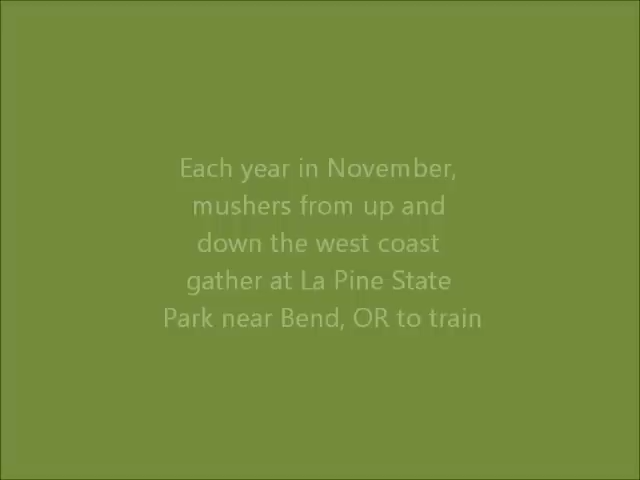 Each year in November,
mushers from up and
down the west coast
gather at La Pine State
Park near Bend, OR to train